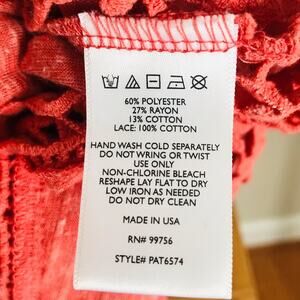 60% POLYESTER
27% RAYON
13% COTTON
LACE: 100% COTTON
HAND WASH COLD SEPARATELY
DO NOT WRING OR TWIST
USE ONLY
NON-CHLORINE BLEACH
RESHAPE LAY FLAT TO DRY
LOW IRON AS NEEDED
DO NOT DRY CLEAN
MADE IN USA
RN# 99756
STYLE# PAT6574